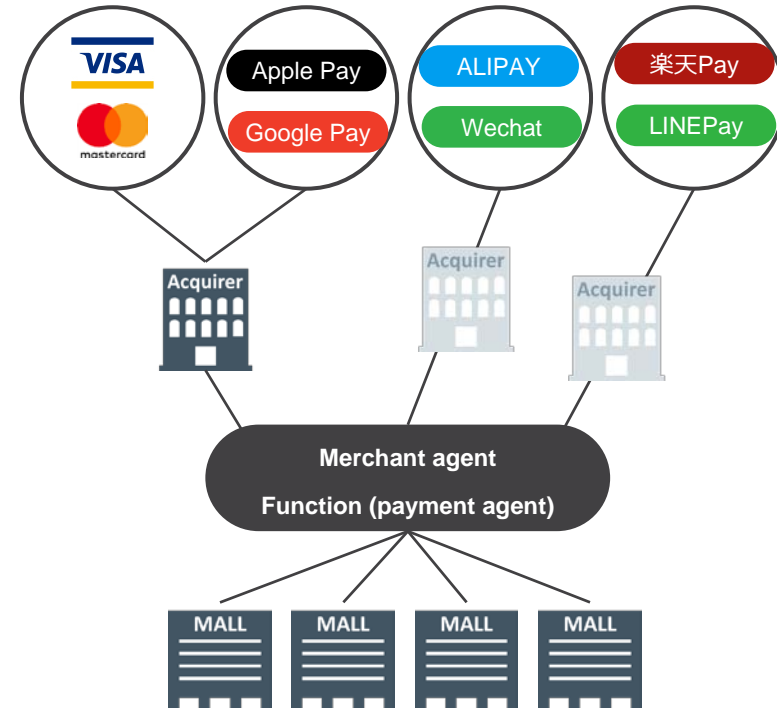 VISA
mastercard
Apple Pay
Google Pay
ALIPAY
Wechat
楽天Pay
LINEPay
Acquirer
Acquirer
Acquirer
Merchant agent
Function (payment agent)
MALL
MALL
MALL
MALL